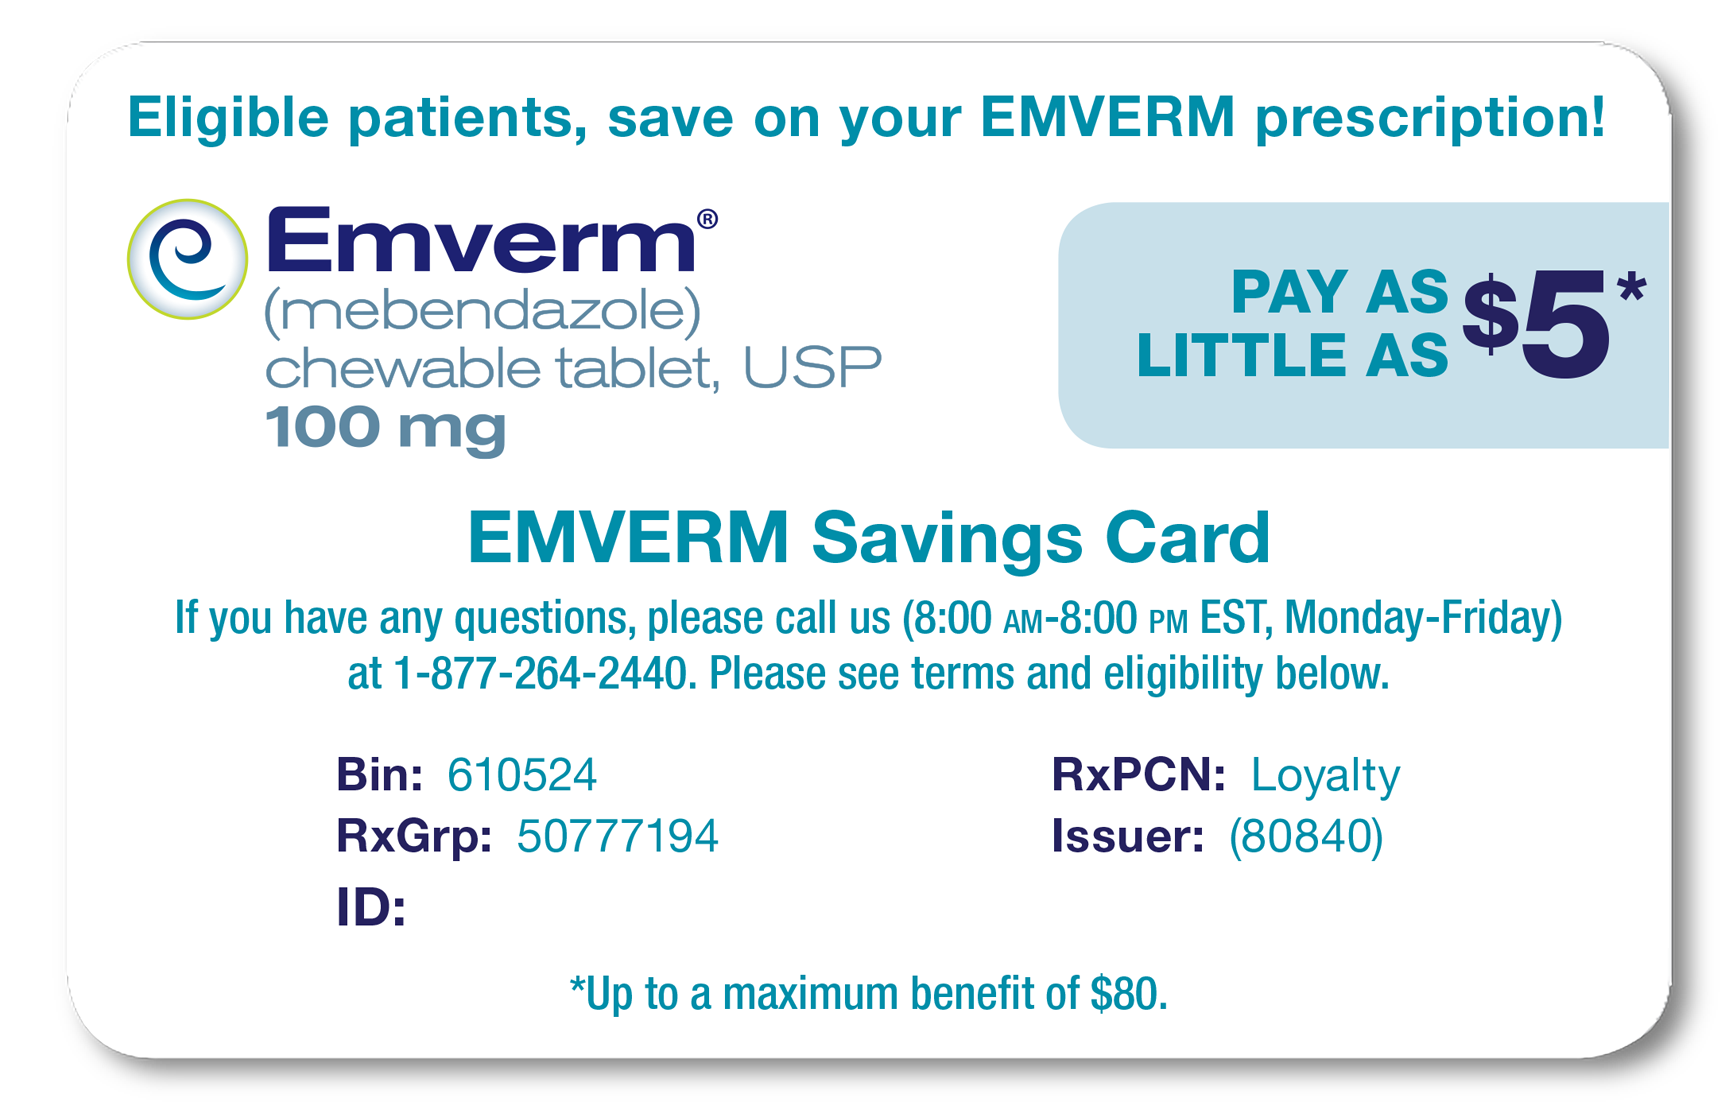 Eligible patients, save on your EMVERM prescription!
Emverm®
(mebendazole)
chewable tablet, USP
100 mg
PAY AS
LITTLE AS
$5*
EMVERM Savings Card
If you have any questions, please call us (8:00 AM-8:00 PM EST, Monday-Friday)
at 1-877-264-2440. Please see terms and eligibility below.
Bin: 610524
RxPCN: Loyalty
RxGrp: 50777194
Issuer: (80840)
ID:
*Up to a maximum benefit of $80.